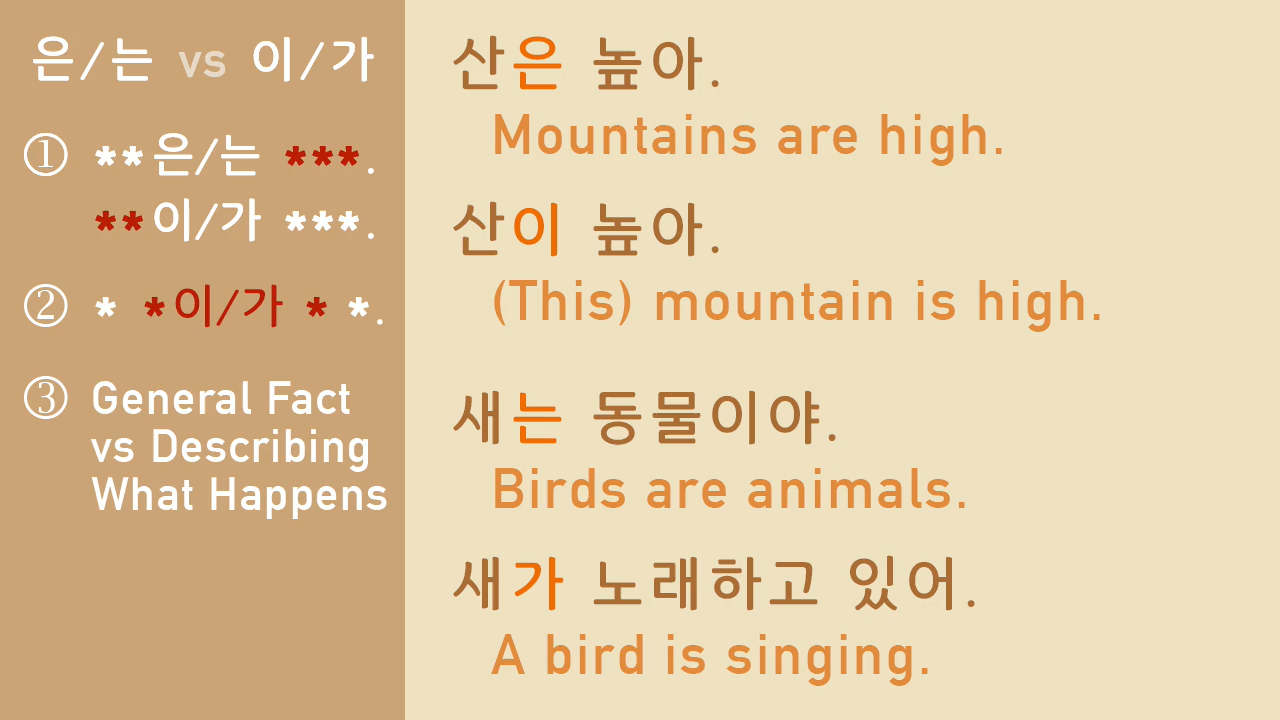 은/는 vs 이/가
① **은/는 ***.
**이/가 ***.
② * *이/가 * *.
③ General Fact
vs Describing
What Happens
산은 높아.
Mountains are high.
산이 높아.
(This) mountain is high.
새는 동물이야.
Birds are animals.
새가 노래하고 있어.
A bird is singing.